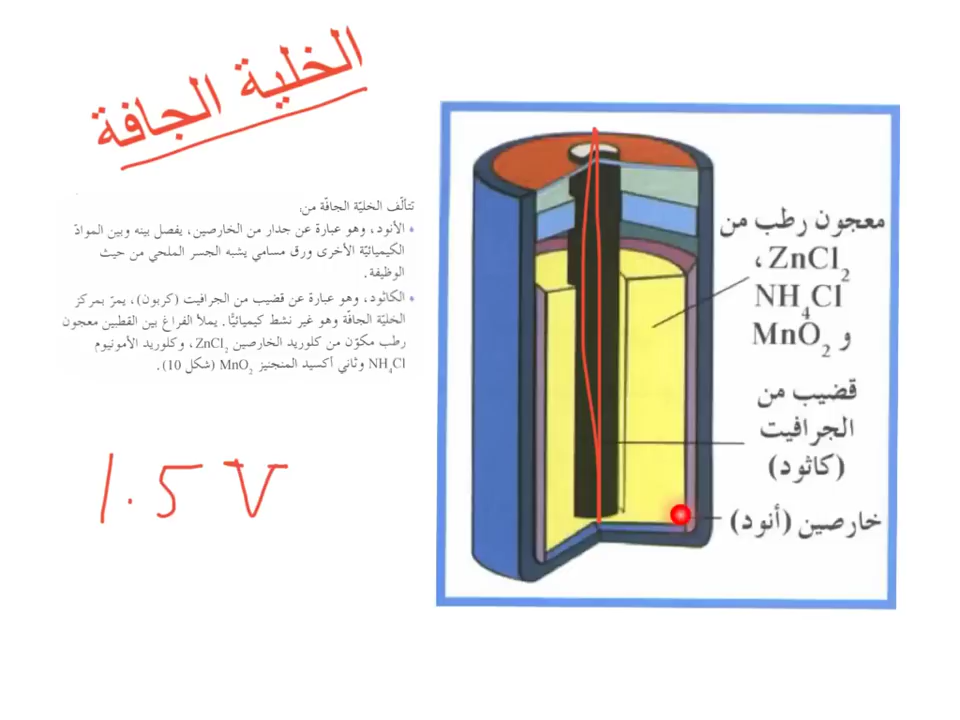 الخلية الجافة
تتألّف الخليّة الجافّة من:
• الأنود، وهو عبارة عن جدار من الخارصين، يفصل بينه وبين الموادّ
الكيميائيّة الأخرى ورق مسامي يشبه الجسر الملحي من حيث
الوظيفة.
• الكاثود، وهو عبارة عن قضيب من الجرافيت (كربون)، يمرّ بمركز
الخليّة الجافّة وهو غير نشط كيميائيًّا. يملأ الفراغ بين القطبين معجون
رطب مكوّن من كلوريد الخارصين ZnCl₂، وكلوريد الأمونيوم
NH₄Cl وثاني أكسيد المنجنيز MnO₂ (شكل 10).
1.5 V
معجون رطب من
ZnCl₂ ،
NH₄Cl
و MnO₂
قضيب من
الجرافيت
(كاثود)
خارصين (أنود)